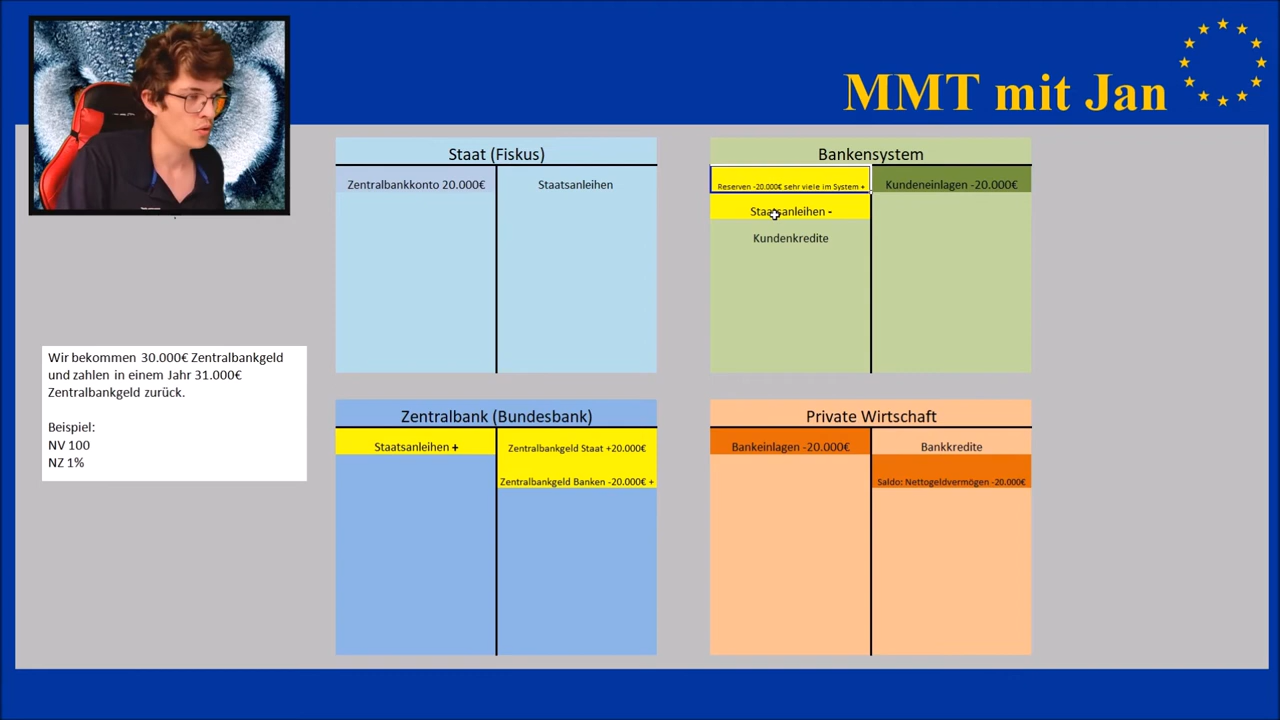 MMT mit Jan
Staat (Fiskus)
Zentralbankkonto 20.000€
Staatsanleihen
Bankensystem
Reserven -20.000€ sehr viele im System +
Kundeneinlagen -20.000€
Staatsanleihen -
Kundenkredite
Wir bekommen 30.000€ Zentralbankgeld
und zahlen in einem Jahr 31.000€
Zentralbankgeld zurück.
Beispiel:
NV 100
NZ 1%
Zentralbank (Bundesbank)
Staatsanleihen +
Zentralbankgeld Staat +20.000€
Zentralbankgeld Banken -20.000€ +
Private Wirtschaft
Bankeinlagen -20.000€
Bankkredite
Saldo: Nettogeldvermögen -20.000€